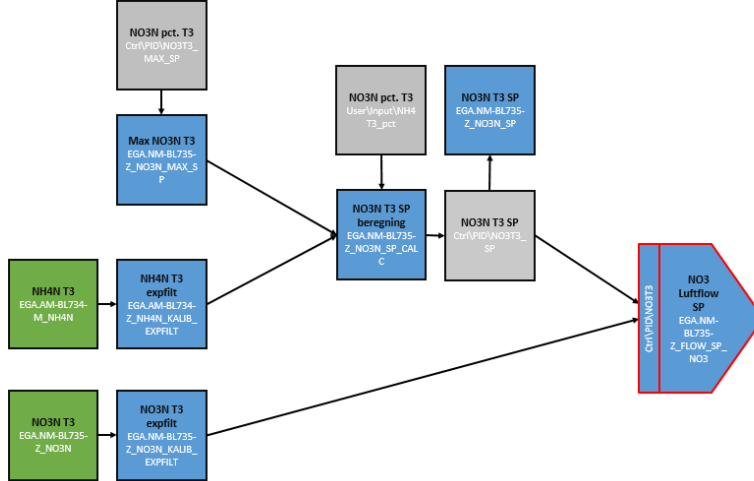 NO3N pct. T3
Ctrl\PID\NO3T3_
MAX_SP
Max NO3N T3
EGA.NM-BL735-
Z_NO3N_MAX_S
P
NO3N pct. T3
User\Input\NH4
T3_pct
NO3N T3 SP
EGA.NM-BL735-
Z_NO3N_SP
NO3N T3 SP
beregning
EGA.NM-BL735-
Z_NO3N_SP_CAL
C
NO3N T3 SP
Ctrl\PID\NO3T3_
SP
NH4N T3
EGA.AM-BL734-
M_NH4N
NH4N T3
expfilt
EGA.AM-BL734-
Z_NH4N_KALIB_
EXPFILT
Ctrl\PID\NO3T3
NO3
Luftflow
SP
EGA.NM-BL735-
Z_FLOW_SP_
NO3
NO3N T3
EGA.NM-BL735-
Z_NO3N
NO3N T3
expfilt
EGA.NM-BL735-
Z_NO3N_KALIB_
EXPFILT